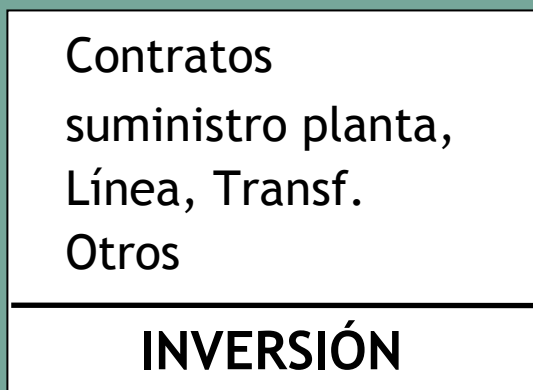 Contratos
suministro planta,
Línea, Transf.
Otros
INVERSIÓN